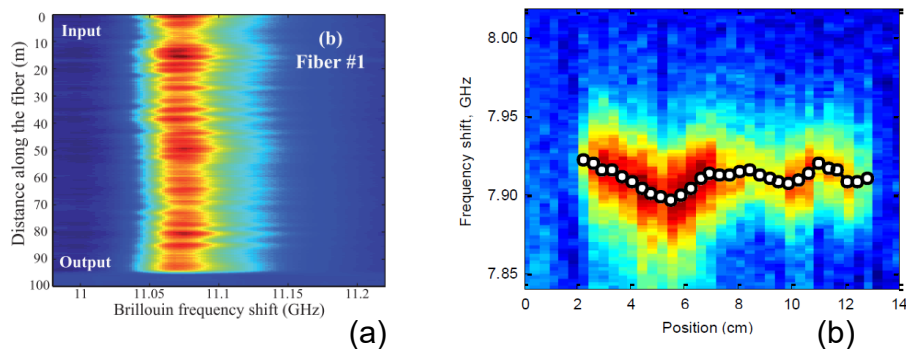 0
10
20
30
40
50
60
70
80
90
100
Distance along the fiber (m)
Input
(b)
Fiber #1
Output
11
11.05
11.1
11.15
11.2
Brillouin frequency shift (GHz)
(a)
8.00
7.95
7.90
7.85
Frequency shift, GHz
0
2
4
6
8
10
12
14
Position (cm)
(b)